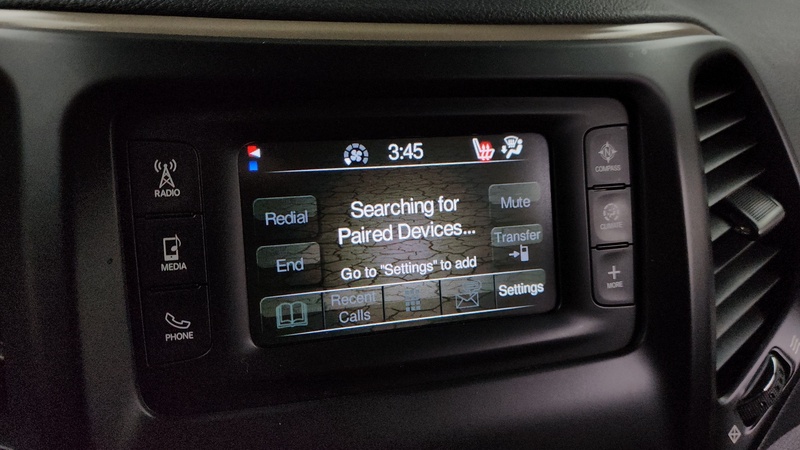 RADIO
MEDIA
PHONE
3:45
Redial
Searching for
Paired Devices...
Mute
End
Transfer
Go to "Settings" to add
Recent
Calls
Settings
N
COMPASS
CLIMATE
MORE